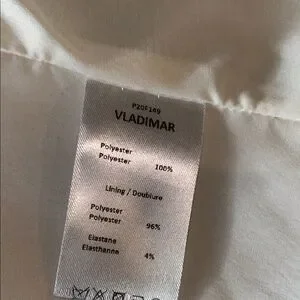 P20F149
VLADIMAR
Polyester
Polyester 100%
Lining / Doublure
Polyester
Polyester 96%
Elastane
Elasthanne 4%